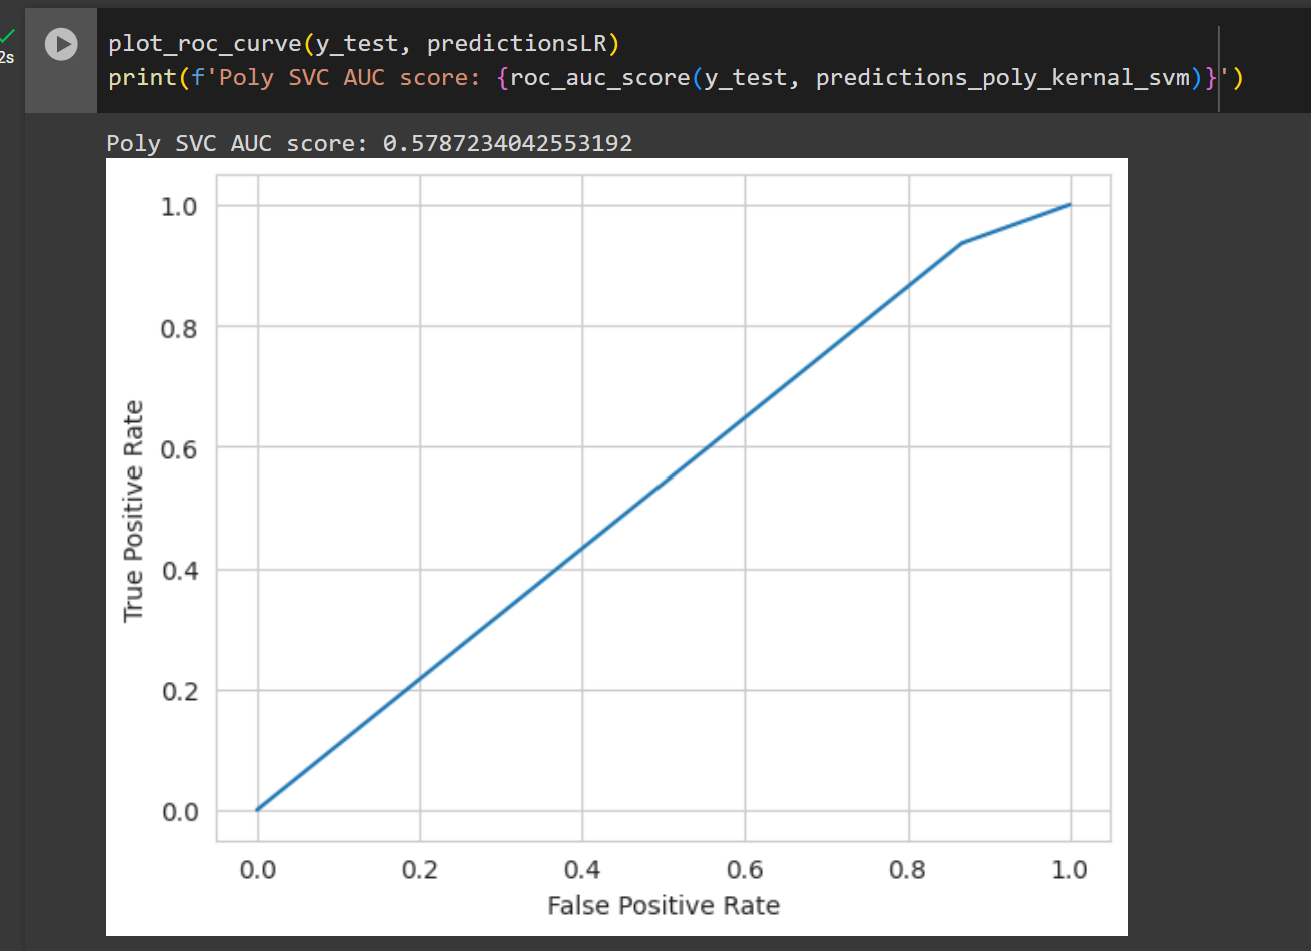 plot_roc_curve(y_test, predictionsLR)
2s
print(f'Poly SVC AUC score: {roc_auc_score(y_test, predictions_poly_kernal_svm)}')
Poly SVC AUC score: 0.5787234042553192
1.0
0.8
0.6
0.4
0.2
0.0
True Positive Rate
0.0 0.2 0.4 0.6 0.8 1.0
False Positive Rate